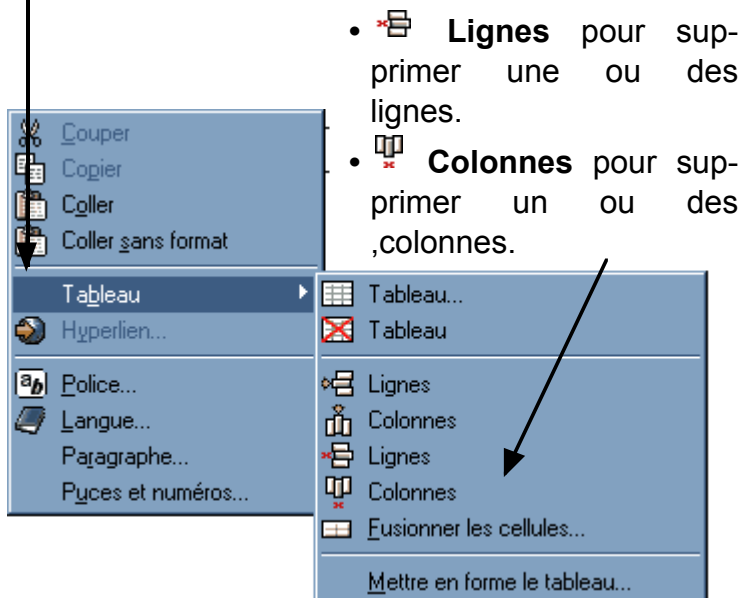 • Lignes pour sup-
primer une ou des
lignes.
• Colonnes pour sup-
primer un ou des
,colonnes.
Couper
Copier
Coller
Coller sans format
Tableau
Hyperlien...
Police...
Langue...
Paragraphe...
Puces et numéros...
Tableau...
Tableau
Lignes
Colonnes
Lignes
Colonnes
Fusionner les cellules...
Mettre en forme le tableau...